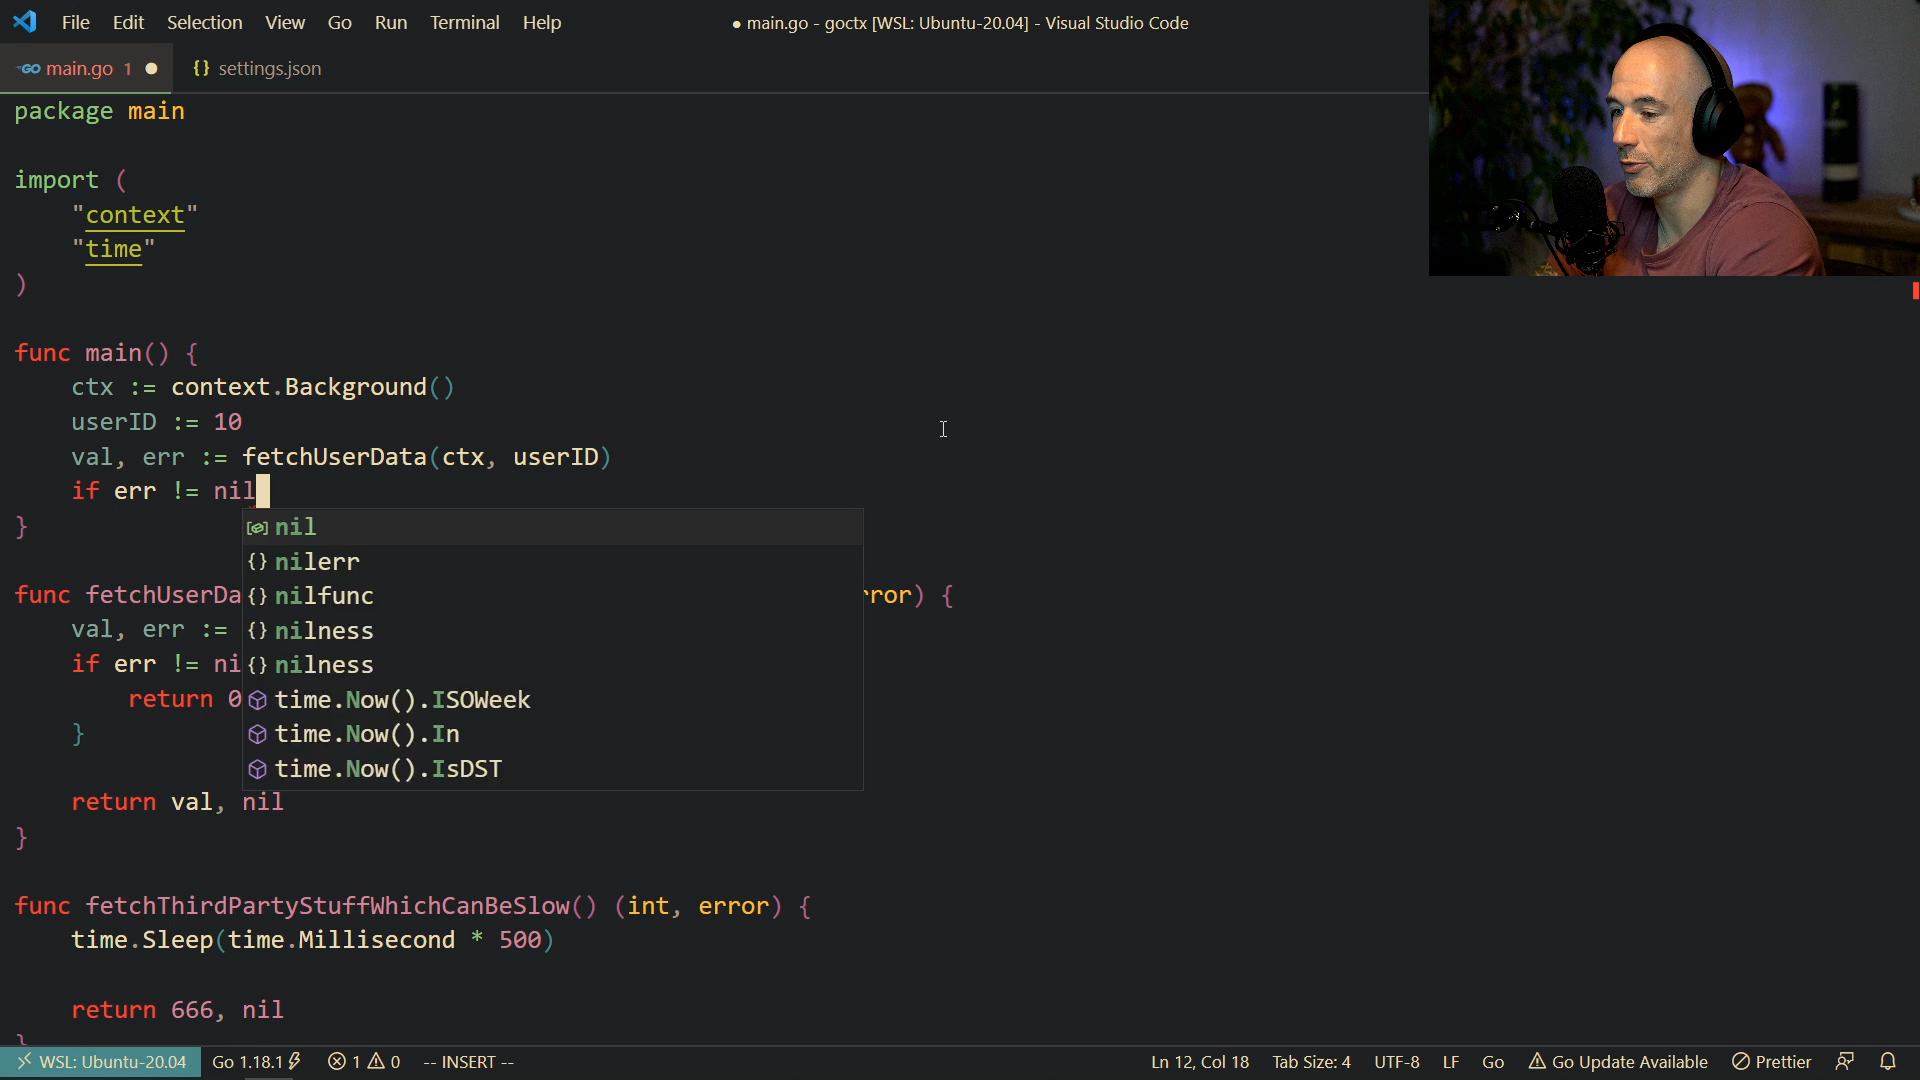 File Edit Selection View Go Run Terminal Help
● main.go - goctx [WSL: Ubuntu-20.04] - Visual Studio Code
GO main.go 1 ● {} settings.json
package main
import (
"context"
"time"
)
func main() {
ctx := context.Background()
userID := 10
val, err := fetchUserData(ctx, userID)
if err != nil
}
nil
{} nilerr
{} nilfunc
{} nilness
{} nilness
time.Now().ISOWeek
time.Now().In
time.Now().IsDST
func fetchUserDa ror) {
val, err :=
if err != ni
return 0
}
return val, nil
}
func fetchThirdPartyStuffWhichCanBeSlow() (int, error) {
time.Sleep(time.Millisecond * 500)
return 666, nil
}
WSL: Ubuntu-20.04 Go 1.18.1 1 0 -- INSERT -- Ln 12, Col 18 Tab Size: 4 UTF-8 LF Go Go Update Available Prettier